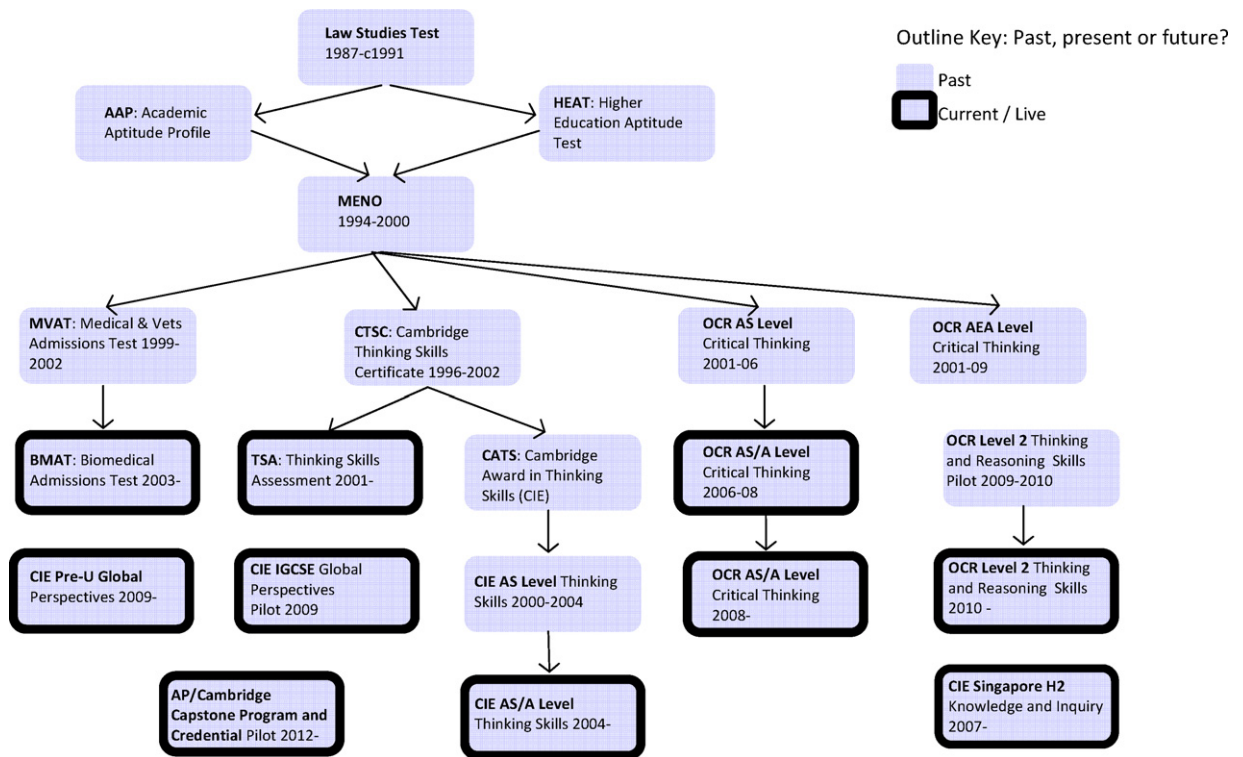 Law Studies Test
1987-c1991
Outline Key: Past, present or future?
Past
Current / Live
AAP: Academic
Aptitude Profile
HEAT: Higher
Education Aptitude
Test
MENO
1994-2000
MVAT: Medical & Vets
Admissions Test 1999-
2002
CTSC: Cambridge
Thinking Skills
Certificate 1996-2002
OCR AS Level
Critical Thinking
2001-06
OCR AEA Level
Critical Thinking
2001-09
BMAT: Biomedical
Admissions Test 2003-
TSA: Thinking Skills
Assessment 2001-
CATS: Cambridge
Award in Thinking
Skills (CIE)
OCR AS/A Level
Critical Thinking
2006-08
OCR Level 2 Thinking
and Reasoning Skills
Pilot 2009-2010
CIE Pre-U Global
Perspectives 2009-
CIE IGCSE Global
Perspectives
Pilot 2009
CIE AS Level Thinking
Skills 2000-2004
OCR AS/A Level
Critical Thinking
2008-
OCR Level 2 Thinking
and Reasoning Skills
2010 -
AP/Cambridge
Capstone Program and
Credential Pilot 2012-
CIE AS/A Level
Thinking Skills 2004-
CIE Singapore H2
Knowledge and Inquiry
2007-